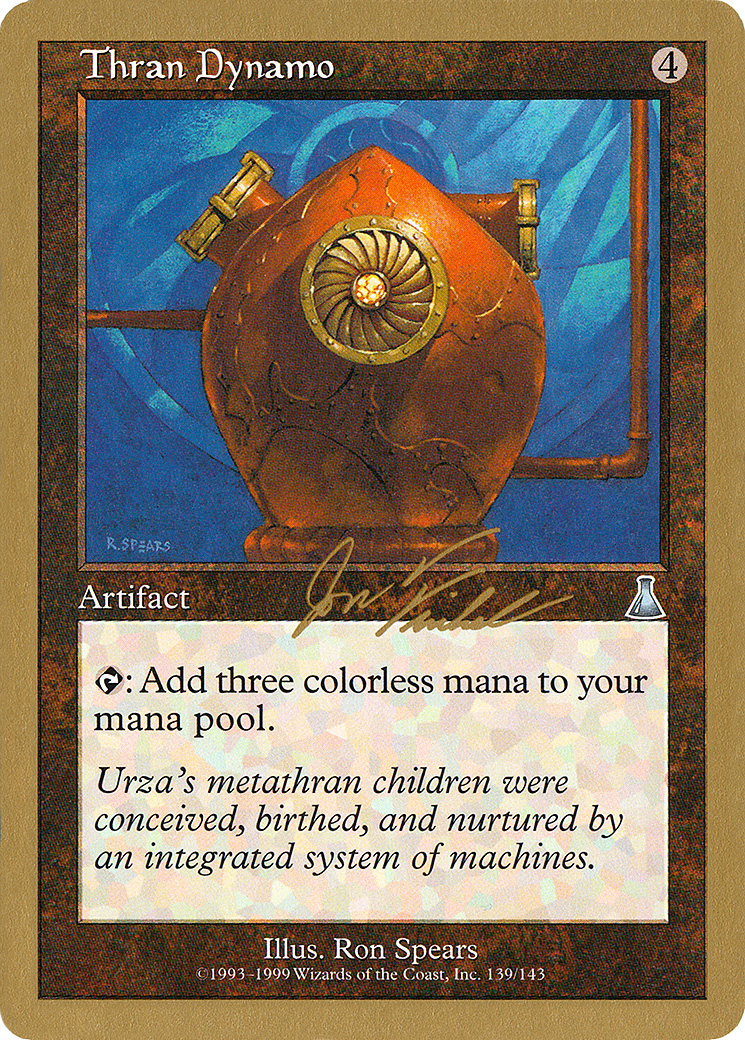 Thran Dynamo 4
R.SPEARS
Artifact
Jon Finkel
: Add three colorless mana to your
mana pool.
Urza's metathran children were
conceived, birthed, and nurtured by
an integrated system of machines.
Illus. Ron Spears
©1993-1999 Wizards of the Coast, Inc. 139/143